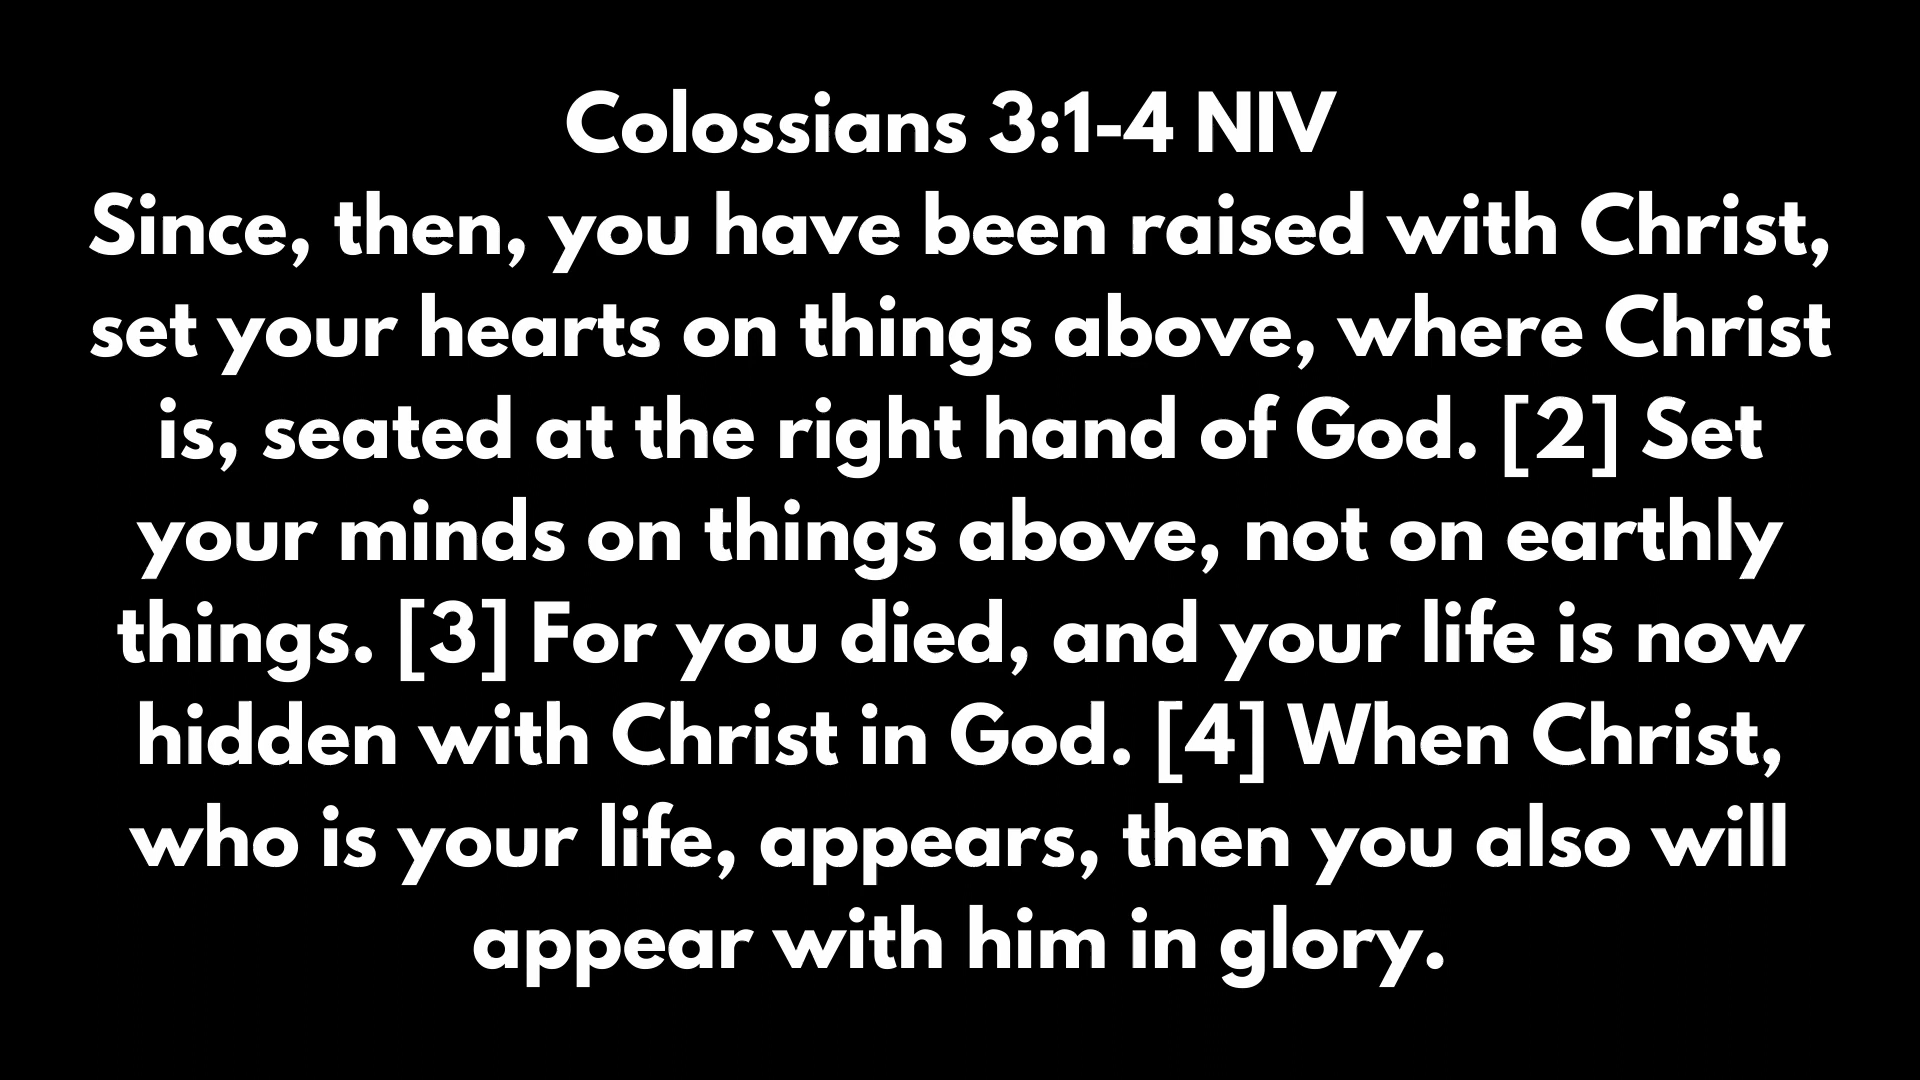 Colossians 3:1-4 NIV
Since, then, you have been raised with Christ,
set your hearts on things above, where Christ
is, seated at the right hand of God. [2] Set
your minds on things above, not on earthly
things. [3] For you died, and your life is now
hidden with Christ in God. [4] When Christ,
who is your life, appears, then you also will
appear with him in glory.